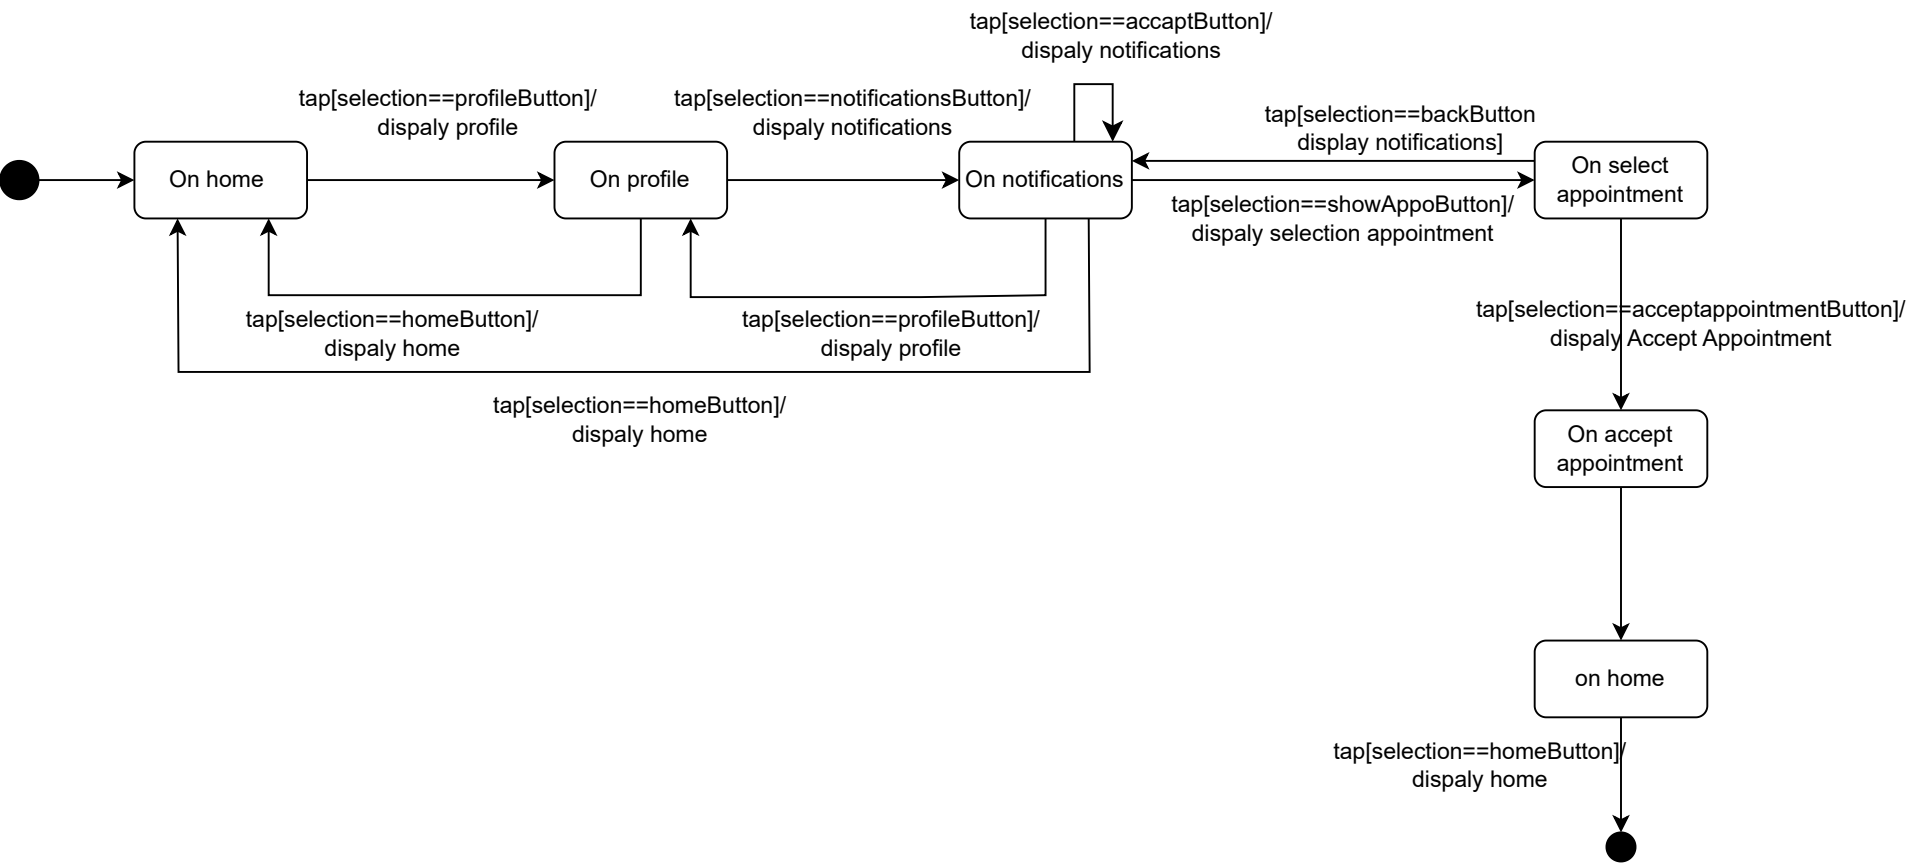 tap[selection==accaptButton]/
dispaly notifications
tap[selection==profileButton]/
dispaly profile
tap[selection==notificationsButton]/
dispaly notifications
tap[selection==backButton
display notifications]
On home
On profile
On notifications
On select
appointment
tap[selection==showAppoButton]/
dispaly selection appointment
tap[selection==homeButton]/
dispaly home
tap[selection==profileButton]/
dispaly profile
tap[selection==acceptappointmentButton]/
dispaly Accept Appointment
tap[selection==homeButton]/
dispaly home
On accept
appointment
on home
tap[selection==homeButton]/
dispaly home